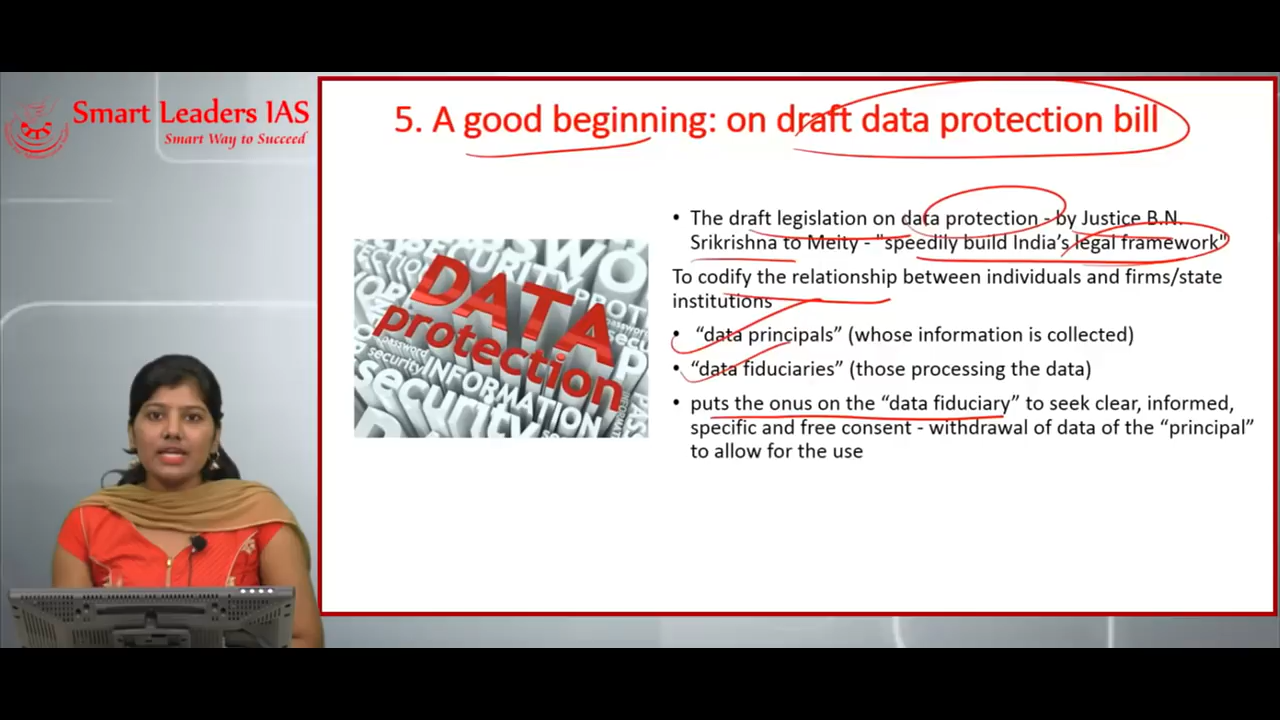 Smart Leaders IAS
Smart Way to Succeed
5. A good beginning: on draft data protection bill
• The draft legislation on data protection - by Justice B.N.
Srikrishna to Meity - "speedily build India’s legal framework"
To codify the relationship between individuals and firms/state
institutions
• “data principals” (whose information is collected)
• “data fiduciaries” (those processing the data)
• puts the onus on the “data fiduciary” to seek clear, informed,
specific and free consent - withdrawal of data of the “principal”
to allow for the use
DATA
protection
INFORMATION
security
password
security